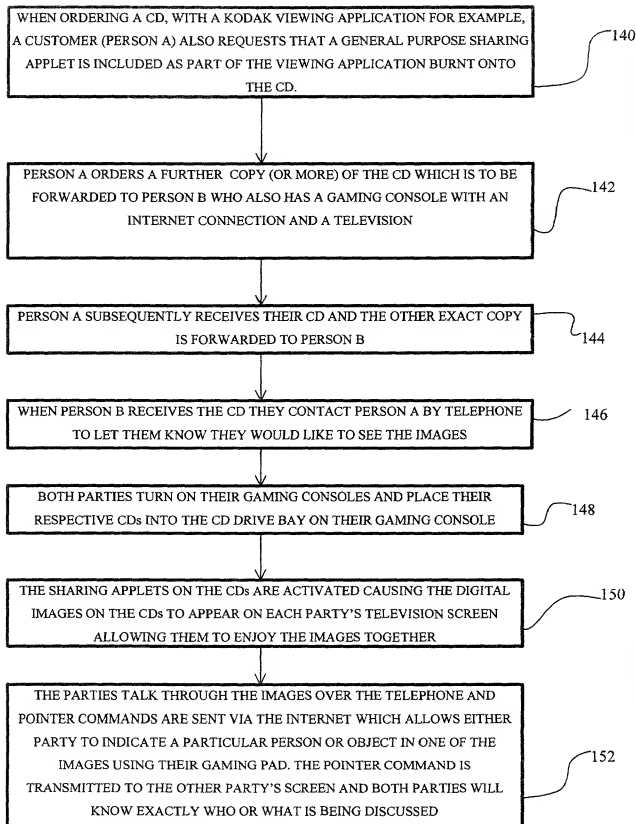 WHEN ORDERING A CD, WITH A KODAK VIEWING APPLICATION FOR EXAMPLE,
A CUSTOMER (PERSON A) ALSO REQUESTS THAT A GENERAL PURPOSE SHARING
APPLET IS INCLUDED AS PART OF THE VIEWING APPLICATION BURNT ONTO
THE CD.
140
PERSON A ORDERS A FURTHER COPY (OR MORE) OF THE CD WHICH IS TO BE
FORWARDED TO PERSON B WHO ALSO HAS A GAMING CONSOLE WITH AN
INTERNET CONNECTION AND A TELEVISION
142
PERSON A SUBSEQUENTLY RECEIVES THEIR CD AND THE OTHER EXACT COPY
IS FORWARDED TO PERSON B
144
WHEN PERSON B RECEIVES THE CD THEY CONTACT PERSON A BY TELEPHONE
TO LET THEM KNOW THEY WOULD LIKE TO SEE THE IMAGES
146
BOTH PARTIES TURN ON THEIR GAMING CONSOLES AND PLACE THEIR
RESPECTIVE CDs INTO THE CD DRIVE BAY ON THEIR GAMING CONSOLE
148
THE SHARING APPLETS ON THE CDs ARE ACTIVATED CAUSING THE DIGITAL
IMAGES ON THE CDs TO APPEAR ON EACH PARTY'S TELEVISION SCREEN
ALLOWING THEM TO ENJOY THE IMAGES TOGETHER
150
THE PARTIES TALK THROUGH THE IMAGES OVER THE TELEPHONE AND
POINTER COMMANDS ARE SENT VIA THE INTERNET WHICH ALLOWS EITHER
PARTY TO INDICATE A PARTICULAR PERSON OR OBJECT IN ONE OF THE
IMAGES USING THEIR GAMING PAD. THE POINTER COMMAND IS
TRANSMITTED TO THE OTHER PARTY'S SCREEN AND BOTH PARTIES WILL
KNOW EXACTLY WHO OR WHAT IS BEING DISCUSSED
152